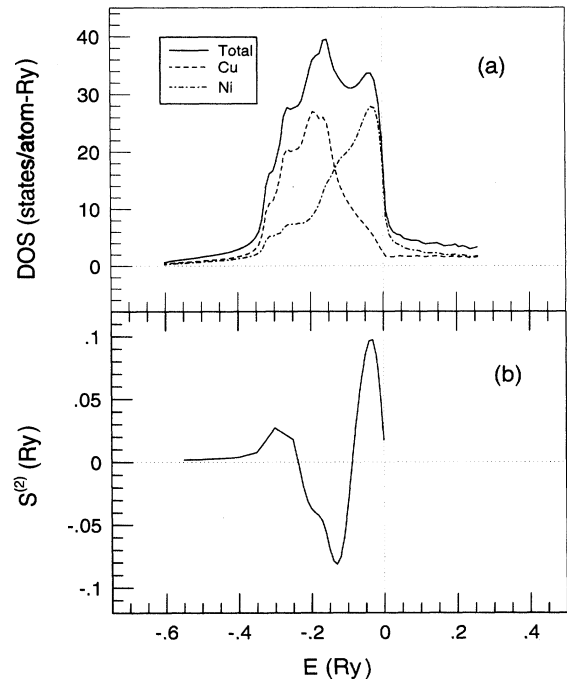 DOS (states/atom-Ry)
40
30
20
10
0
Total
Cu
Ni
(a)
S(2) (Ry)
.1
.05
0
-.05
-.1
(b)
-.6 -.4 -.2 0 .2 .4
E (Ry)